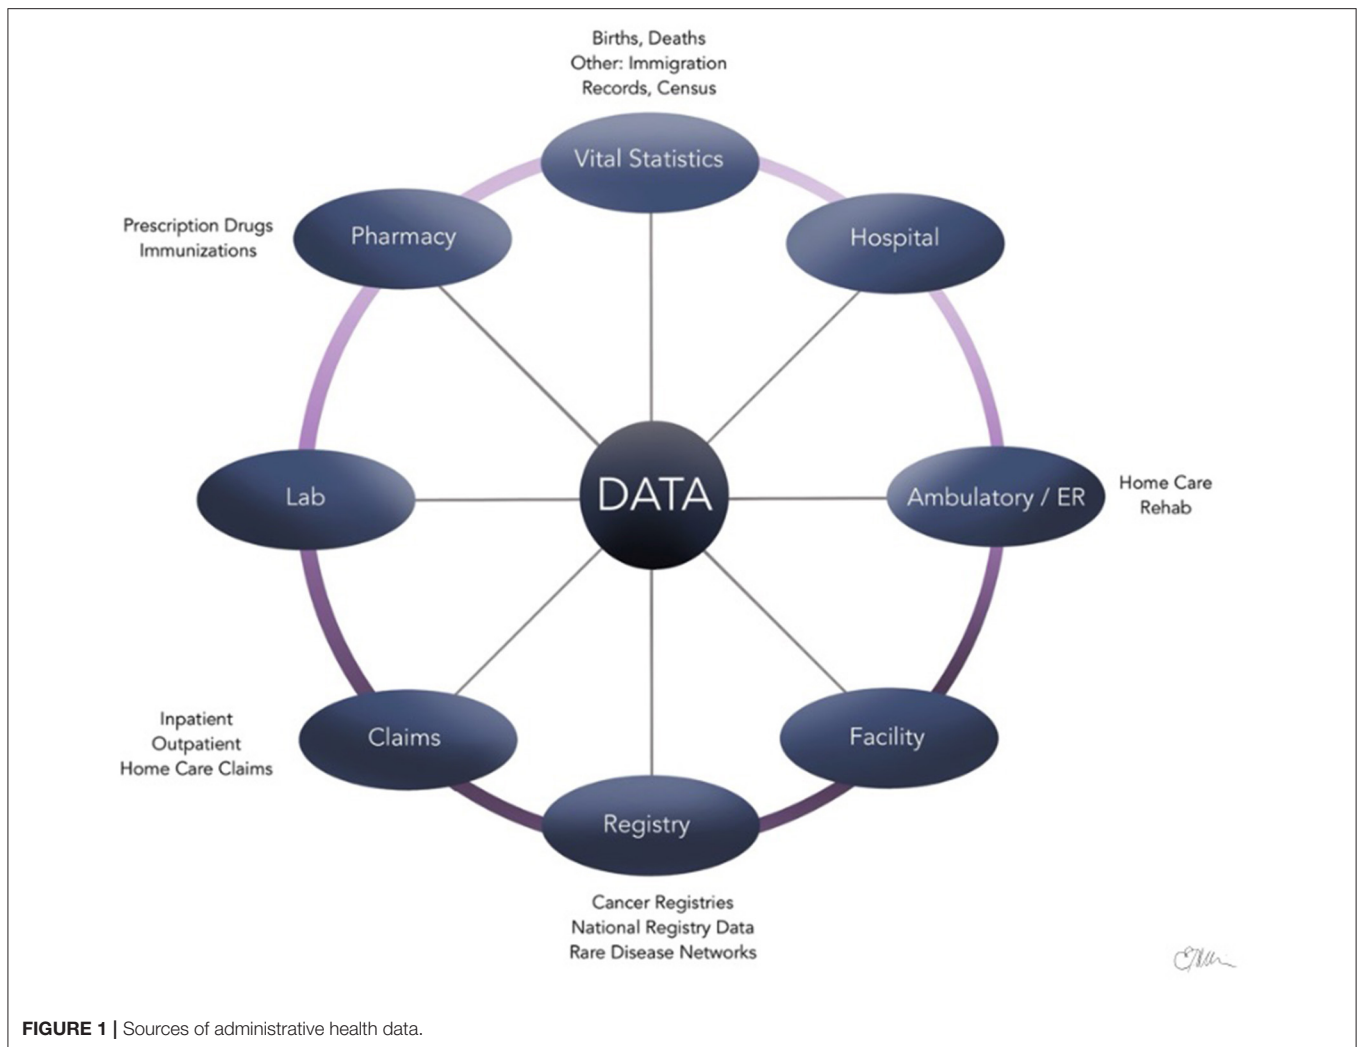 Births, Deaths
Other: Immigration
Records, Census
Vital Statistics
Pharmacy
Prescription Drugs
Immunizations
Hospital
Lab
DATA
Ambulatory / ER
Home Care
Rehab
Claims
Inpatient
Outpatient
Home Care Claims
Facility
Registry
Cancer Registries
National Registry Data
Rare Disease Networks
FIGURE 1 | Sources of administrative health data.